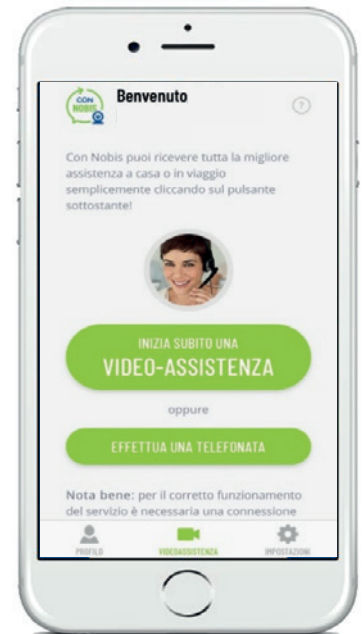 CON
NOBIS
Benvenuto
?
Con Nobis puoi ricevere tutta la migliore
assistenza a casa o in viaggio
semplicemente cliccando sul pulsante
sottostante!
INIZIA SUBITO UNA
VIDEO-ASSISTENZA
oppure
EFFETTUA UNA TELEFONATA
Nota bene: per il corretto funzionamento
del servizio è necessaria una connessione
PROFILO VIDEOASSISTENZA IMPOSTAZIONI